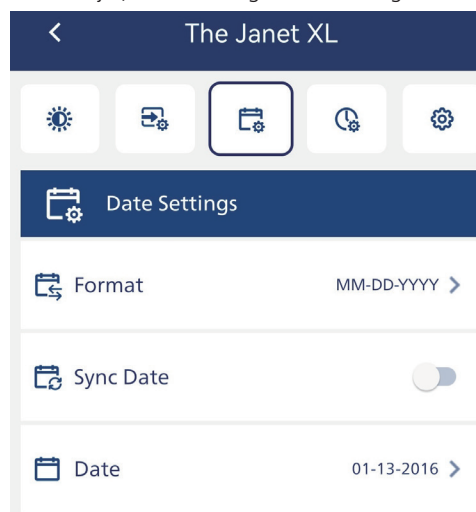 The Janet XL
Date Settings
Format MM-DD-YYYY
Sync Date
Date 01-13-2016